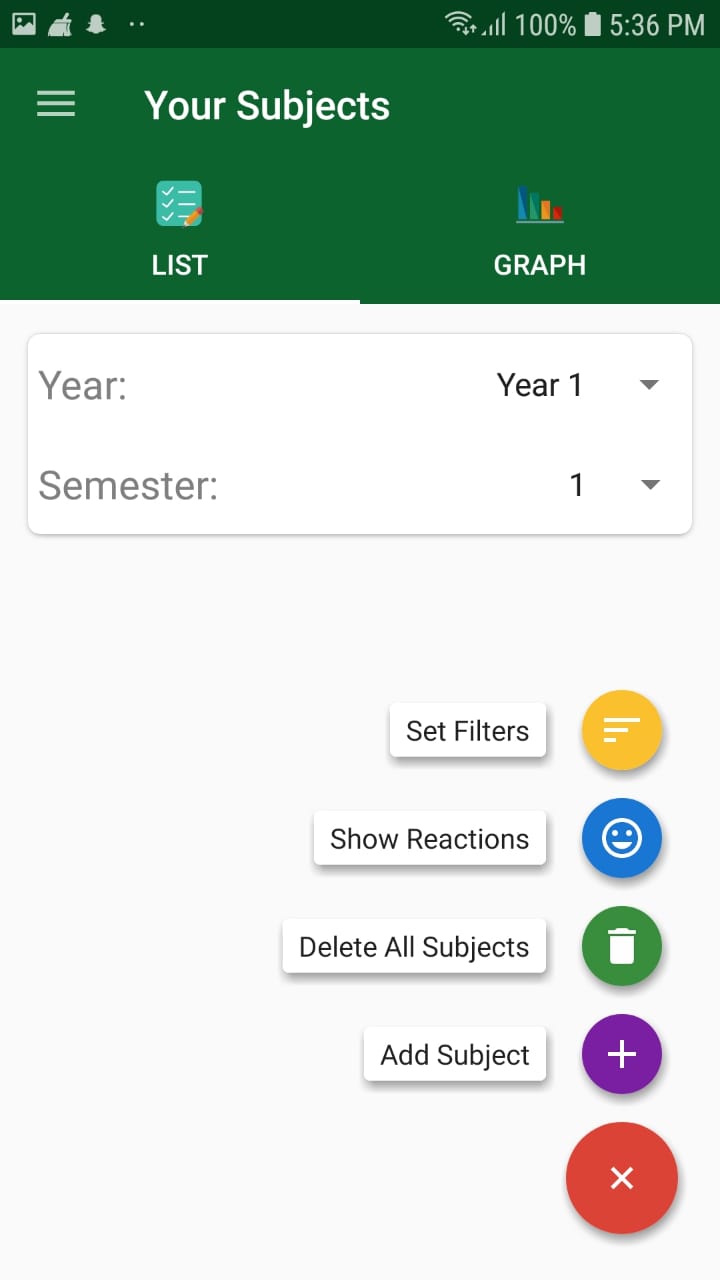 100% 5:36 PM
Your Subjects
LIST GRAPH
Year: Year 1
Semester: 1
Set Filters
Show Reactions
Delete All Subjects
Add Subject